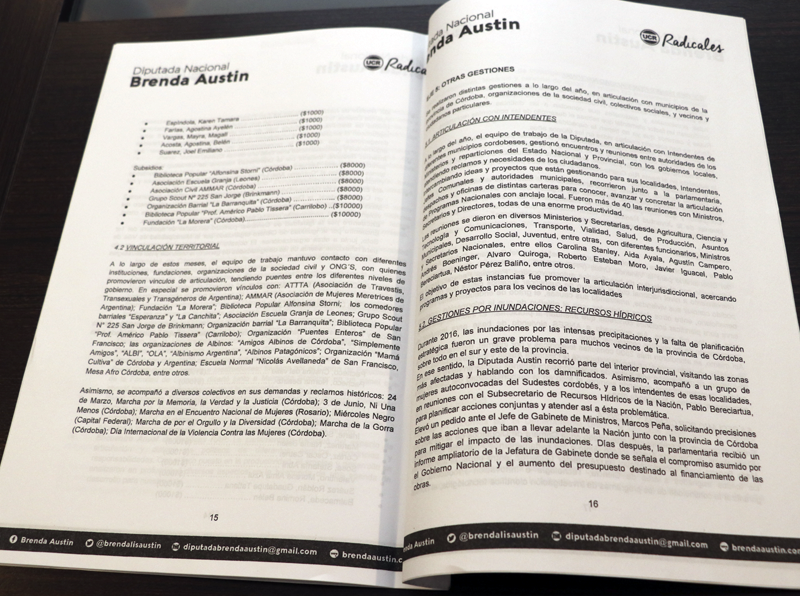 Diputada Nacional
Brenda Austin
UCR Radicales
Espíndola, Karen Tamara ($1000)
Farías, Agostina Ayelén ($1000)
Vargas, Mayra, Magalí ($1000)
Acosta, Agostina, Belén ($1000)
Suarez, Joel Emiliano ($1000)
Subsidios:
Biblioteca Popular "Alfonsina Storni" (Córdoba) ($8000)
Asociación Escuela Granja (Leones) ($8000)
Asociación Civil AMMAR (Córdoba) ($8000)
Grupo Scout N° 225 San Jorge (Brinkmann) ($8000)
Organización Barrial "La Barranquita" (Córdoba) ($8000)
Biblioteca Popular "Prof. Américo Pablo Tissera" (Carrilobo) ..($10000)
Fundación "La Morera" (Córdoba) ($10000)
4.2 VINCULACIÓN TERRITORIAL
A lo largo de estos meses, el equipo mantuvo contacto con diferentes
instituciones, fundaciones, organizaciones de la sociedad civil y ONG'S, con quienes
promovieron vínculos de articulación, tendiendo puentes entre los diferentes niveles de
gobierno. En especial se promovieron vínculos con: ATTTA (Asociación de Travestis,
Transexuales y Transgéneros de Argentina); AMMAR (Asociación de Mujeres Meretrices de
Argentina); Fundación "La Morera"; Biblioteca Popular Alfonsina Storni; los comedores
barriales "Esperanza" y "La Canchita"; Asociación Escuela Granja de Leones; Grupo Scout
N° 225 San Jorge de Brinkmann; Organización barrial "La Barranquita"; Biblioteca Popular
"Prof. Américo Pablo Tissera" (Carrilobo); Organización "Puentes Enteros" de San
Francisco; las organizaciones de Albinos: "Amigos Albinos de Córdoba", "Simplemente
Amigos", "ALBI", "OLA", "Albinismo Argentina", "Albinos Patagónicos"; Organización "Mamá
Cultiva" de Córdoba y Argentina; Escuela Normal "Nicolás Avellaneda" de San Francisco,
Mesa Afro Córdoba, entre otros.
Asimismo, se acompañó a diversos colectivos en sus demandas y reclamos históricos: 24
de Marzo, Marcha por la Memoria, la Verdad y la Justicia (Córdoba); 3 de Junio, Ni Una
Menos (Córdoba); Marcha en el Encuentro Nacional de Mujeres (Rosario); Miércoles Negro
(Capital Federal); Marcha de por el Orgullo y la Diversidad (Córdoba); Marcha de la Gorra
(Córdoba); Día Internacional de la Violencia Contra las Mujeres (Córdoba).
15
Brenda Austin @brendalisaustin diputadabrendaaustin@gmail.com brendaaustin.c
utada Nacional
nda Austin
UCR Radicales
5: OTRAS GESTIONES
realizaron distintas gestiones a lo largo del año, en articulación con municipios de la
de Córdoba, organizaciones de la sociedad civil, colectivos sociales, y vecinos y
particulares.
ARTICULACIÓN CON INTENDENTES
lo largo del año, el equipo de trabajo de la Diputada, en articulación con intendentes de
municipios cordobeses, gestionó encuentros y reuniones entre autoridades de los
y reparticiones del Estado Nacional y Provincial, con los gobiernos locales,
reclamos y necesidades de los ciudadanos.
ideas y proyectos que están gestionando para sus localidades, intendentes,
Comunales y autoridades municipales, recorrieron junto a la parlamentaria,
y oficinas de distintas carteras para conocer, avanzar y concretar la articulación
Programas Nacionales con anclaje local. Fueron más de 40 las reuniones con Ministros,
Secretarios y Directores, todas de una enorme productividad.
reuniones se dieron en diversos Ministerios y Secretarías, desde Agricultura, Ciencia y
Tecnología y Comunicaciones, Transporte, Vialidad, Salud, de Producción, Asuntos
Municipales, Desarrollo Social, Juventud, entre otras, con diferentes funcionarios, Ministros
Secretarios Nacionales, entre ellos Carolina Stanley, Aida Ayala, Agustín Campero,
Andrés Boeninger, Alvaro Quiroga, Roberto Esteban Moro, Javier Iguacel, Pablo
Bereciartua, Néstor Pérez Baliño, entre otros.
El objetivo de estas instancias fue promover la articulación interjurisdiccional, acercando
programas y proyectos para los vecinos de las localidades
5.2. GESTIONES POR INUNDACIONES: RECURSOS HÍDRICOS
Durante 2016, las inundaciones por las intensas precipitaciones y la falta de planificación
estratégica fueron un grave problema para muchos vecinos de la provincia de Córdoba,
sobre todo en el sur y este de la provincia.
En ese sentido, la Diputada Austin recorrió parte del interior provincial, visitando las zonas
más afectadas y hablando con los damnificados. Asimismo, acompañó a un grupo de
mujeres autoconvocadas del Sudestes cordobés, y a los intendentes de esas localidades,
en reuniones con el Subsecretario de Recursos Hídricos de la Nación, Pablo Bereciartua,
para planificar acciones conjuntas y atender así a ésta problemática.
Elevó un pedido ante el Jefe de Gabinete de Ministros, Marcos Peña, solicitando precisiones
sobre las acciones que iban a llevar adelante la Nación junto con la provincia de Córdoba
para mitigar el impacto de las inundaciones. Días después, la parlamentaria recibió un
informe ampliatorio de la Jefatura de Gabinete donde se señala el compromiso asumido por
el Gobierno Nacional y el aumento del presupuesto destinado al financiamiento de las
obras.
16
nda Austin @brendalisaustin diputadabrendaaustin@gmail.com brendaaustin.com